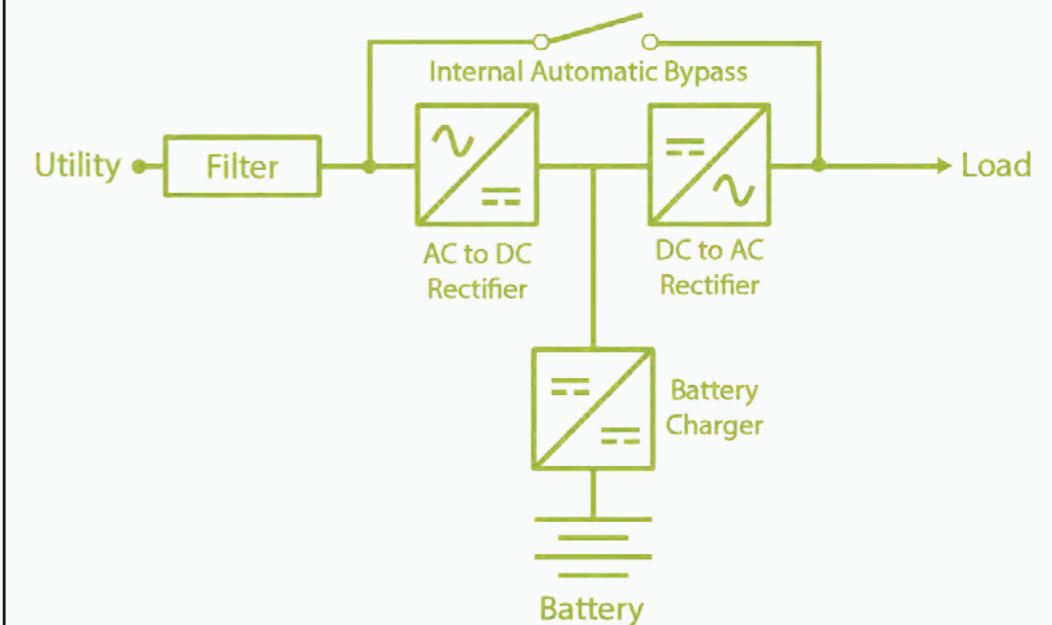 Internal Automatic Bypass
Utility
Filter
Load
AC to DC
Rectifier
DC to AC
Rectifier
Battery
Charger
Battery